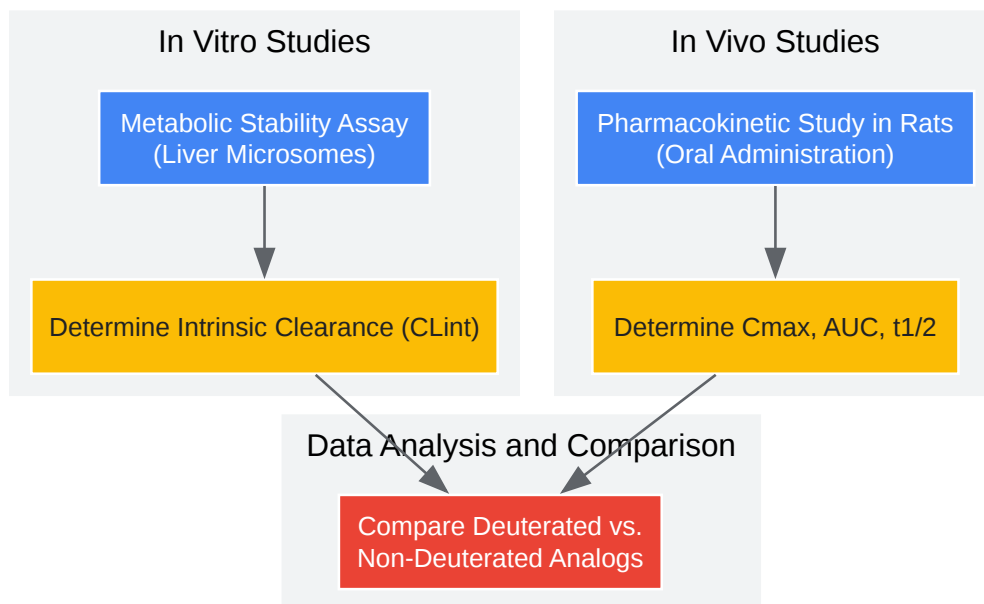 In Vitro Studies
Metabolic Stability Assay
(Liver Microsomes)
Determine Intrinsic Clearance (CLint)
In Vivo Studies
Pharmacokinetic Study in Rats
(Oral Administration)
Determine Cmax, AUC, t1/2
Data Analysis and Comparison
Compare Deuterated vs.
Non-Deuterated Analogs